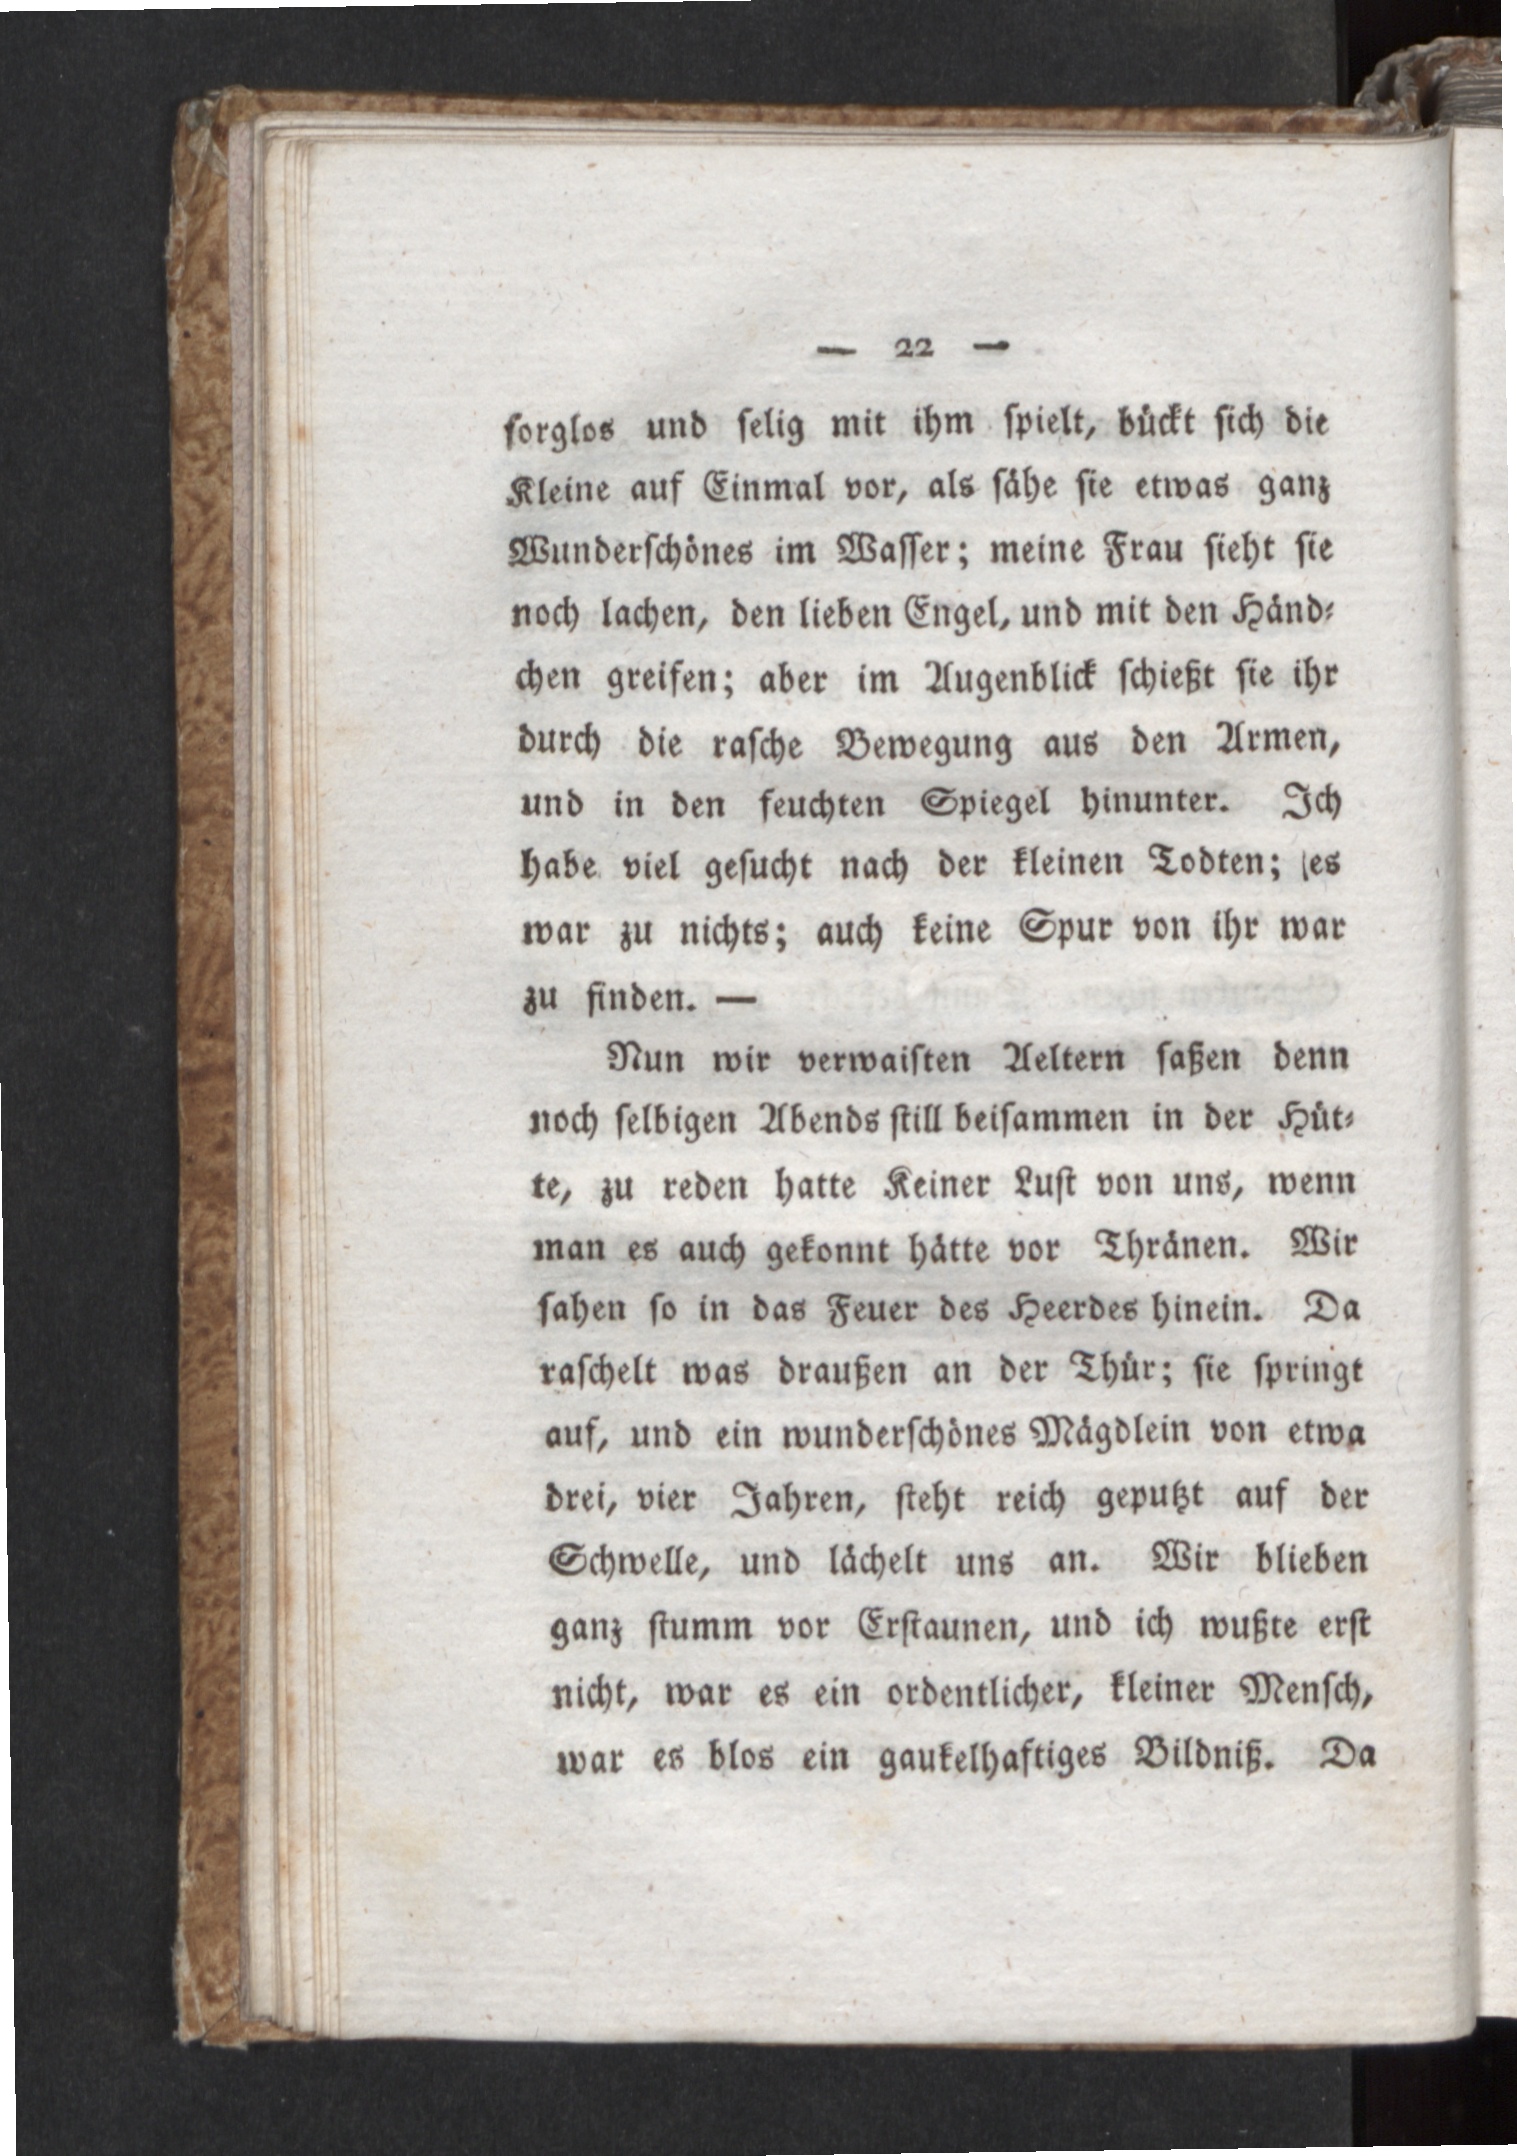 — 22 —
ſorglos und ſelig mit ihm ſpielt, bückt ſich die
Kleine auf Einmal vor, als ſähe ſie etwas ganz
Wunderſchönes im Waſſer; meine Frau ſieht ſie
noch lachen, den lieben Engel, und mit den Händ⸗
chen greifen; aber im Augenblick ſchießt ſie ihr
durch die raſche Bewegung aus den Armen,
und in den feuchten Spiegel hinunter. Ich
habe viel geſucht nach der kleinen Todten; es
war zu nichts; auch keine Spur von ihr war
zu finden. —
Nun wir verwaiſten Aeltern ſaßen denn
noch ſelbigen Abends ſtill beiſammen in der Hüt⸗
te, zu reden hatte Keiner Luſt von uns, wenn
man es auch gekonnt hätte vor Thränen. Wir
ſahen ſo in das Feuer des Heerdes hinein. Da
raſchelt was draußen an der Thür; ſie ſpringt
auf, und ein wunderſchönes Mägdlein von etwa
drei, vier Jahren, ſteht reich geputzt auf der
Schwelle, und lächelt uns an. Wir blieben
ganz ſtumm vor Erſtaunen, und ich wußte erſt
nicht, war es ein ordentlicher, kleiner Menſch,
war es blos ein gaukelhaftiges Bildniß. Da